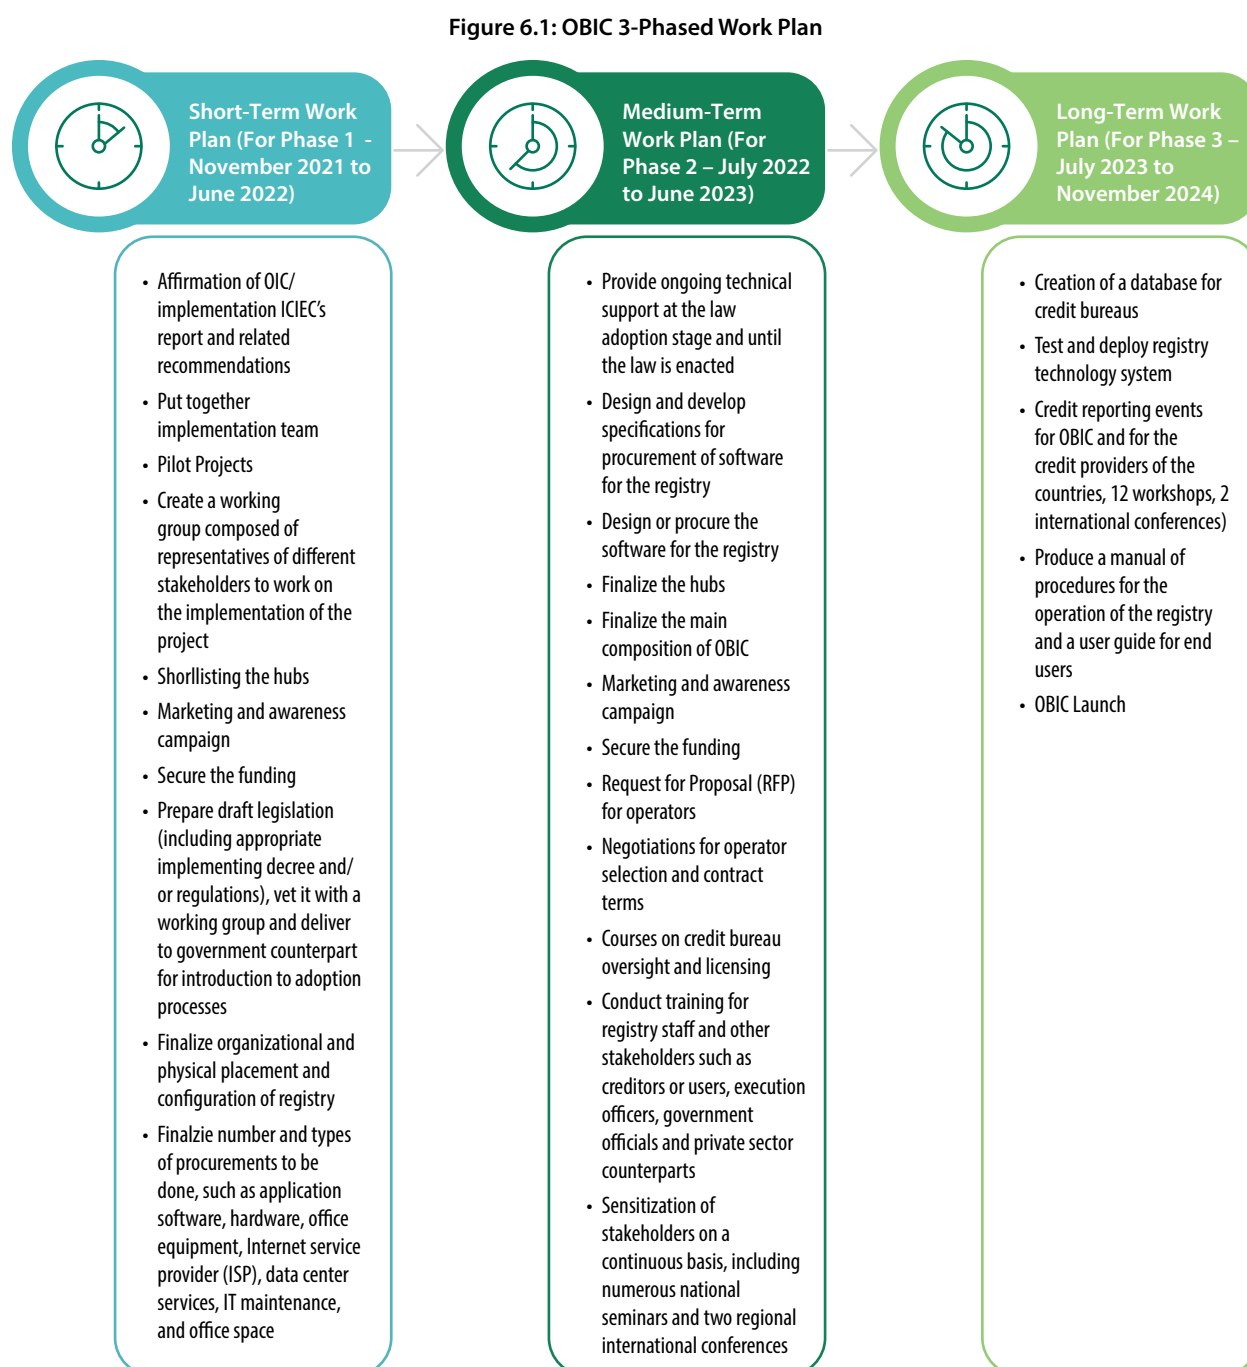 Figure 6.1: OBIC 3-Phased Work Plan
Short-Term Work
Plan (For Phase 1 -
November 2021 to
June 2022)
• Affirmation of OIC/
implementation ICIEC's
report and related
recommendations
• Put together
implementation team
• Pilot Projects
• Create a working
group composed of
representatives of different
stakeholders to work on
the implementation of the
project
• Shorllisting the hubs
• Marketing and awareness
campaign
• Secure the funding
• Prepare draft legislation
(including appropriate
implementing decree and/
or regulations), vet it with a
working group and deliver
to government counterpart
for introduction to adoption
processes
• Finalize organizational and
physical placement and
configuration of registry
• Finalzie number and types
of procurements to be
done, such as application
software, hardware, office
equipment, Internet service
provider (ISP), data center
services, IT maintenance,
and office space
Medium-Term
Work Plan (For
Phase 2 – July 2022
to June 2023)
• Provide ongoing technical
support at the law
adoption stage and until
the law is enacted
• Design and develop
specifications for
procurement of software
for the registry
• Design or procure the
software for the registry
• Finalize the hubs
• Finalize the main
composition of OBIC
• Marketing and awareness
campaign
• Secure the funding
• Request for Proposal (RFP)
for operators
• Negotiations for operator
selection and contract
terms
• Courses on credit bureau
oversight and licensing
• Conduct training for
registry staff and other
stakeholders such as
creditors or users, execution
officers, government
officials and private sector
counterparts
• Sensitization of
stakeholders on a
continuous basis, including
numerous national
seminars and two regional
international conferences
Long-Term Work
Plan (For Phase 3 –
July 2023 to
November 2024)
• Creation of a database for
credit bureaus
• Test and deploy registry
technology system
• Credit reporting events
for OBIC and for the
credit providers of the
countries, 12 workshops, 2
international conferences)
• Produce a manual of
procedures for the
operation of the registry
and a user guide for end
users
• OBIC Launch